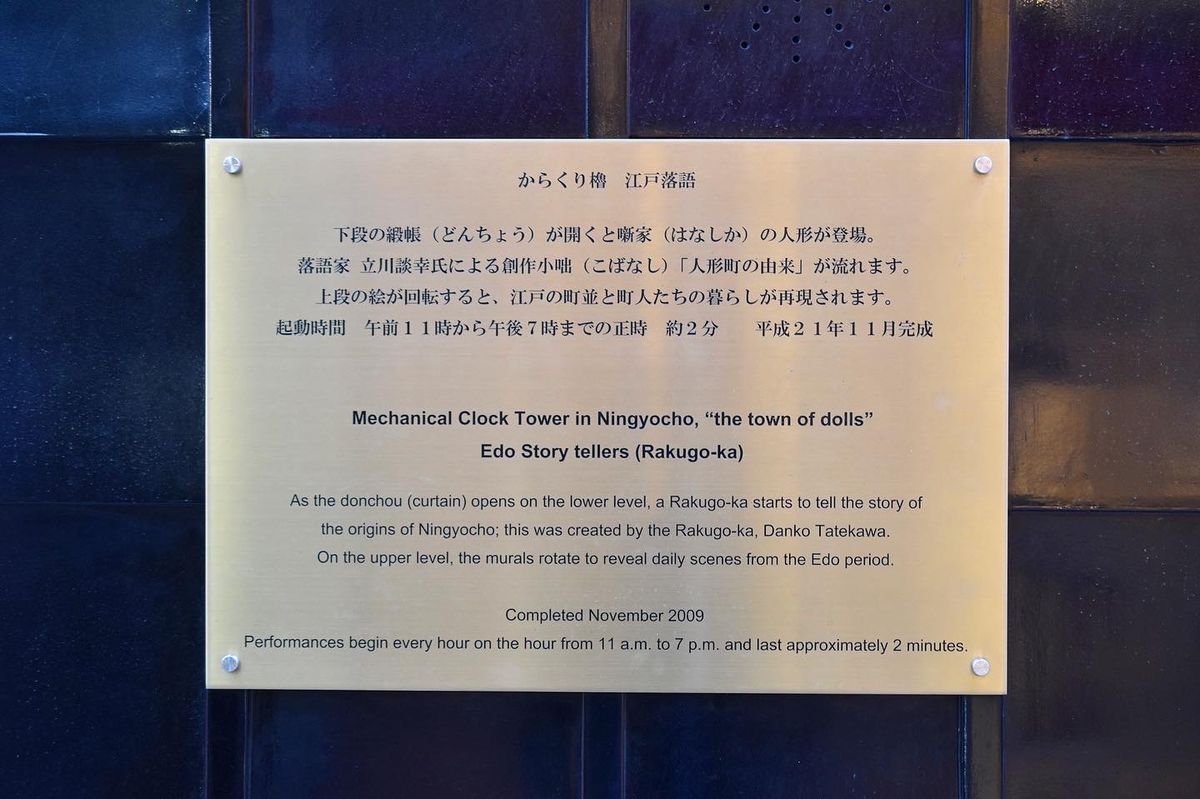 からくり櫓　江戸落語
下段の緞帳（どんちょう）が開くと噺家（はなしか）の人形が登場。
落語家 立川談幸氏による創作小咄（こばなし）「人形町の由来」が流れます。
上段の絵が回転すると、江戸の町並と町人たちの暮らしが再現されます。
起動時間　午前１１時から午後７時までの正時　約２分　　平成２１年１１月完成
Mechanical Clock Tower in Ningyocho, “the town of dolls”
Edo Story tellers (Rakugo-ka)
As the donchou (curtain) opens on the lower level, a Rakugo-ka starts to tell the story of
the origins of Ningyocho; this was created by the Rakugo-ka, Danko Tatekawa.
On the upper level, the murals rotate to reveal daily scenes from the Edo period.
Completed November 2009
Performances begin every hour on the hour from 11 a.m. to 7 p.m. and last approximately 2 minutes.